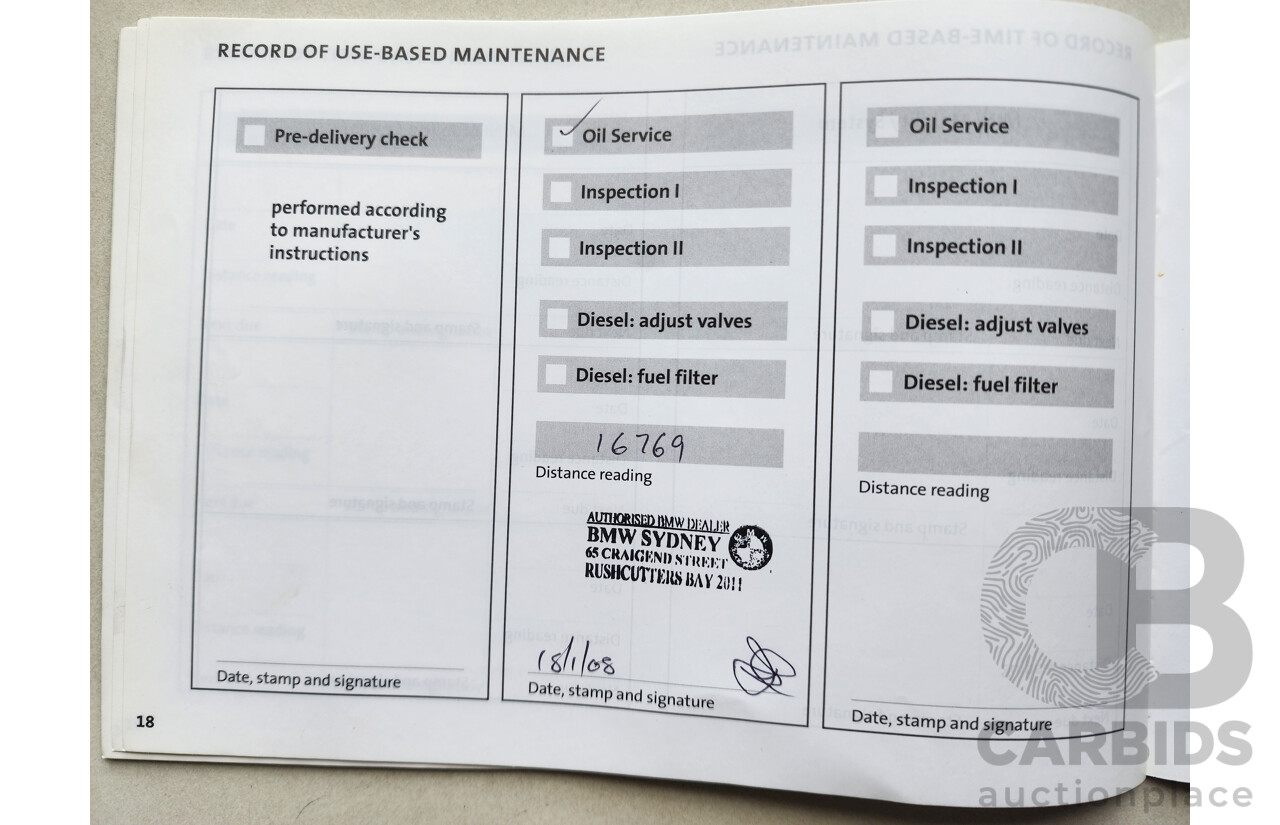 RECORD OF USE-BASED MAINTENANCE
Pre-delivery check
performed according
to manufacturer's
instructions
Date, stamp and signature
Oil Service
Inspection I
Inspection II
Diesel: adjust valves
Diesel: fuel filter
16769
Distance reading
AUTHORISED BMW DEALER
BMW SYDNEY
65 CRAIGEND STREET
RUSHCUTTERS BAY 2011
18/1/08
Date, stamp and signature
Oil Service
Inspection I
Inspection II
Diesel: adjust valves
Diesel: fuel filter
Distance reading
Date, stamp and signature
18
CB
CARBIDS
auctionplace